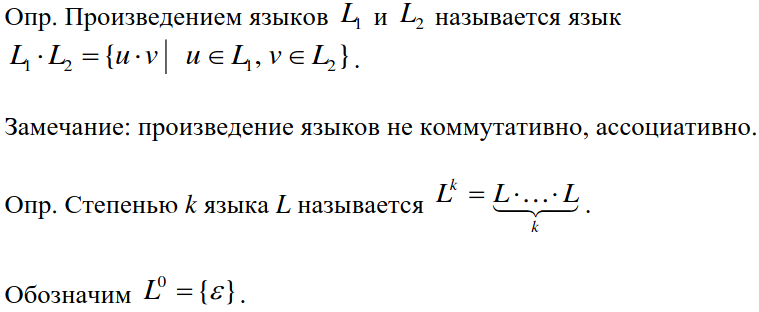 Опр. Произведением языков L₁ и L₂ называется язык
L₁ · L₂ = {u · v | u ∈ L₁, v ∈ L₂}.
Замечание: произведение языков не коммутативно, ассоциативно.
Опр. Степенью k языка L называется Lᵏ = L · … · L .
k
Обозначим L⁰ = {ε}.